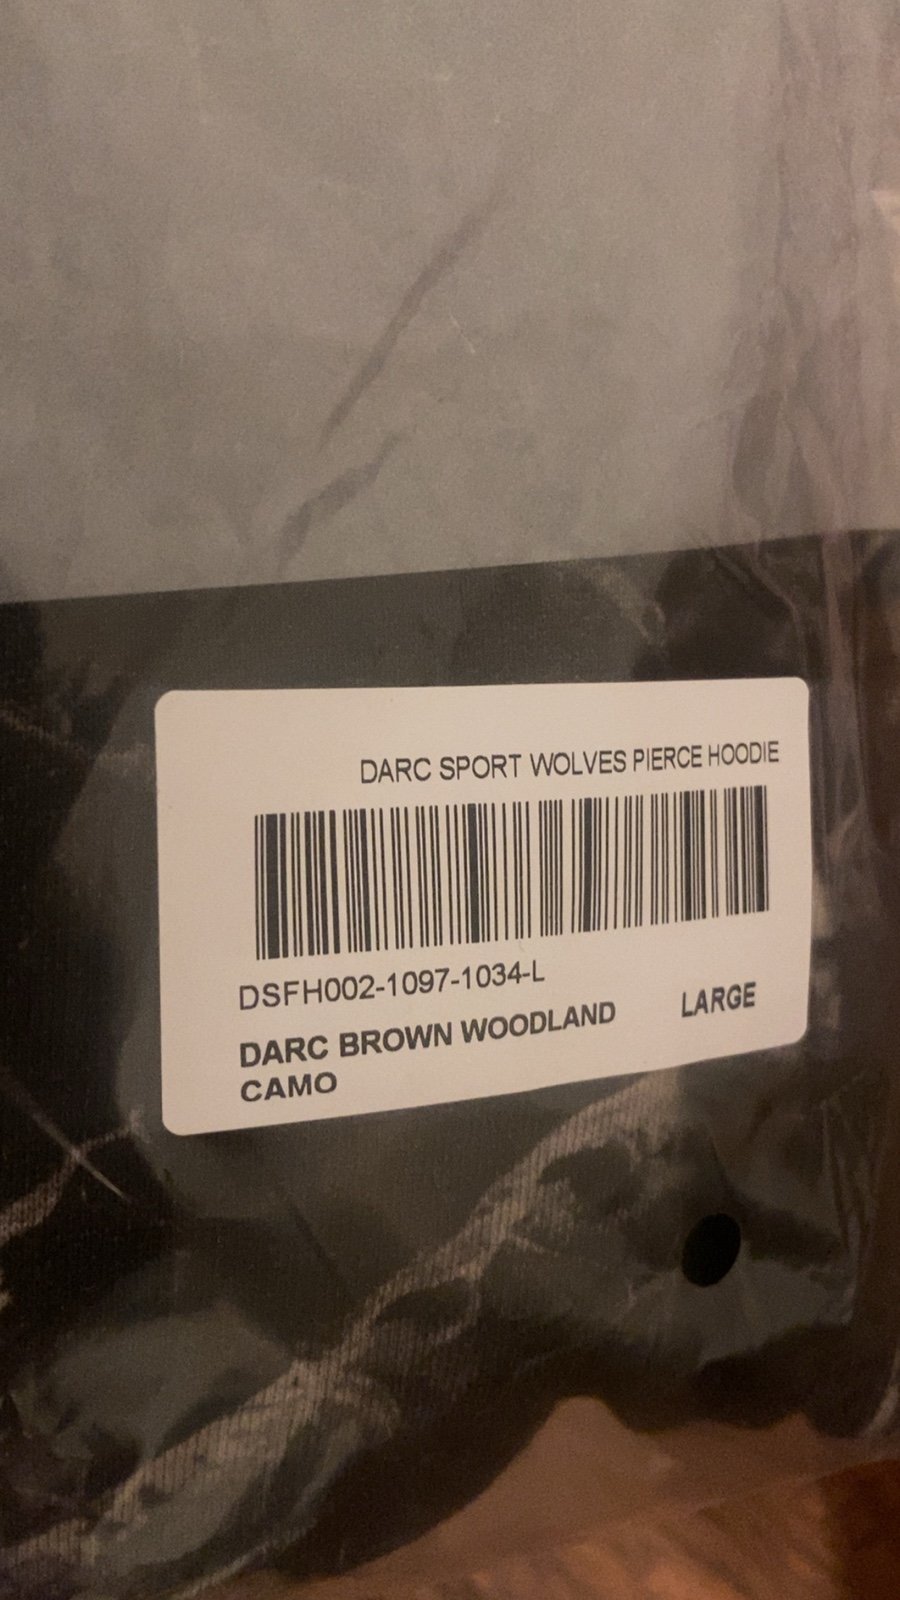 DARC SPORT WOLVES PIERCE HOODIE
DSFH002-1097-1034-L
DARC BROWN WOODLAND LARGE
CAMO